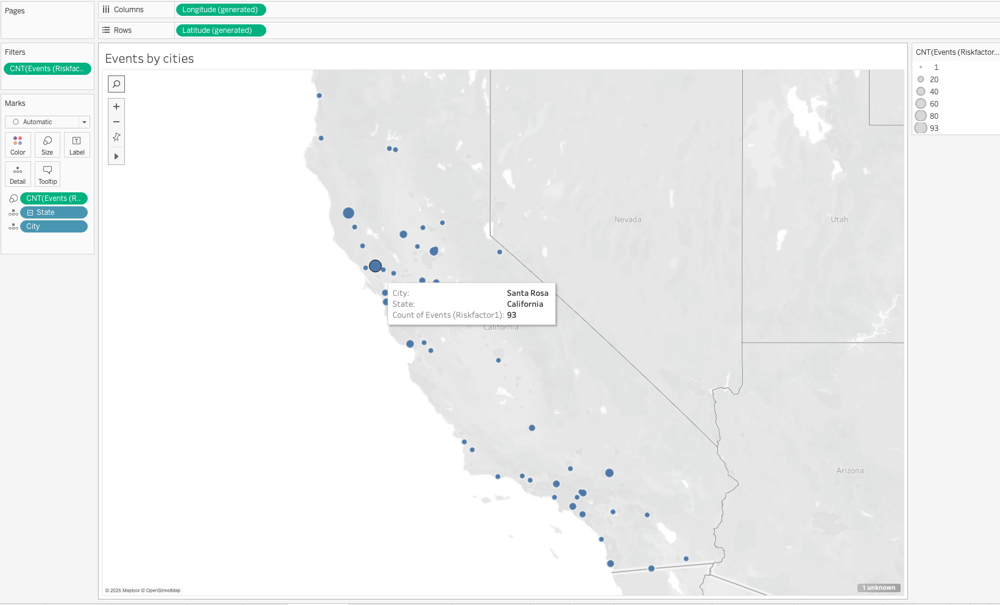 Pages
Columns
Longitude (generated)
Rows
Latitude (generated)
Filters
CNT(Events (Riskfac..
Marks
Automatic
Color
Size
Label
Detail
Tooltip
CNT(Events (R..
State
City
Events by cities
Nevada
Utah
City: Santa Rosa
State: California
Count of Events (Riskfactor1): 93
California
Arizona
© 2025 Mapbox © OpenStreetMap
1 unknown
CNT(Events (Riskfactor...
1
20
40
60
80
93